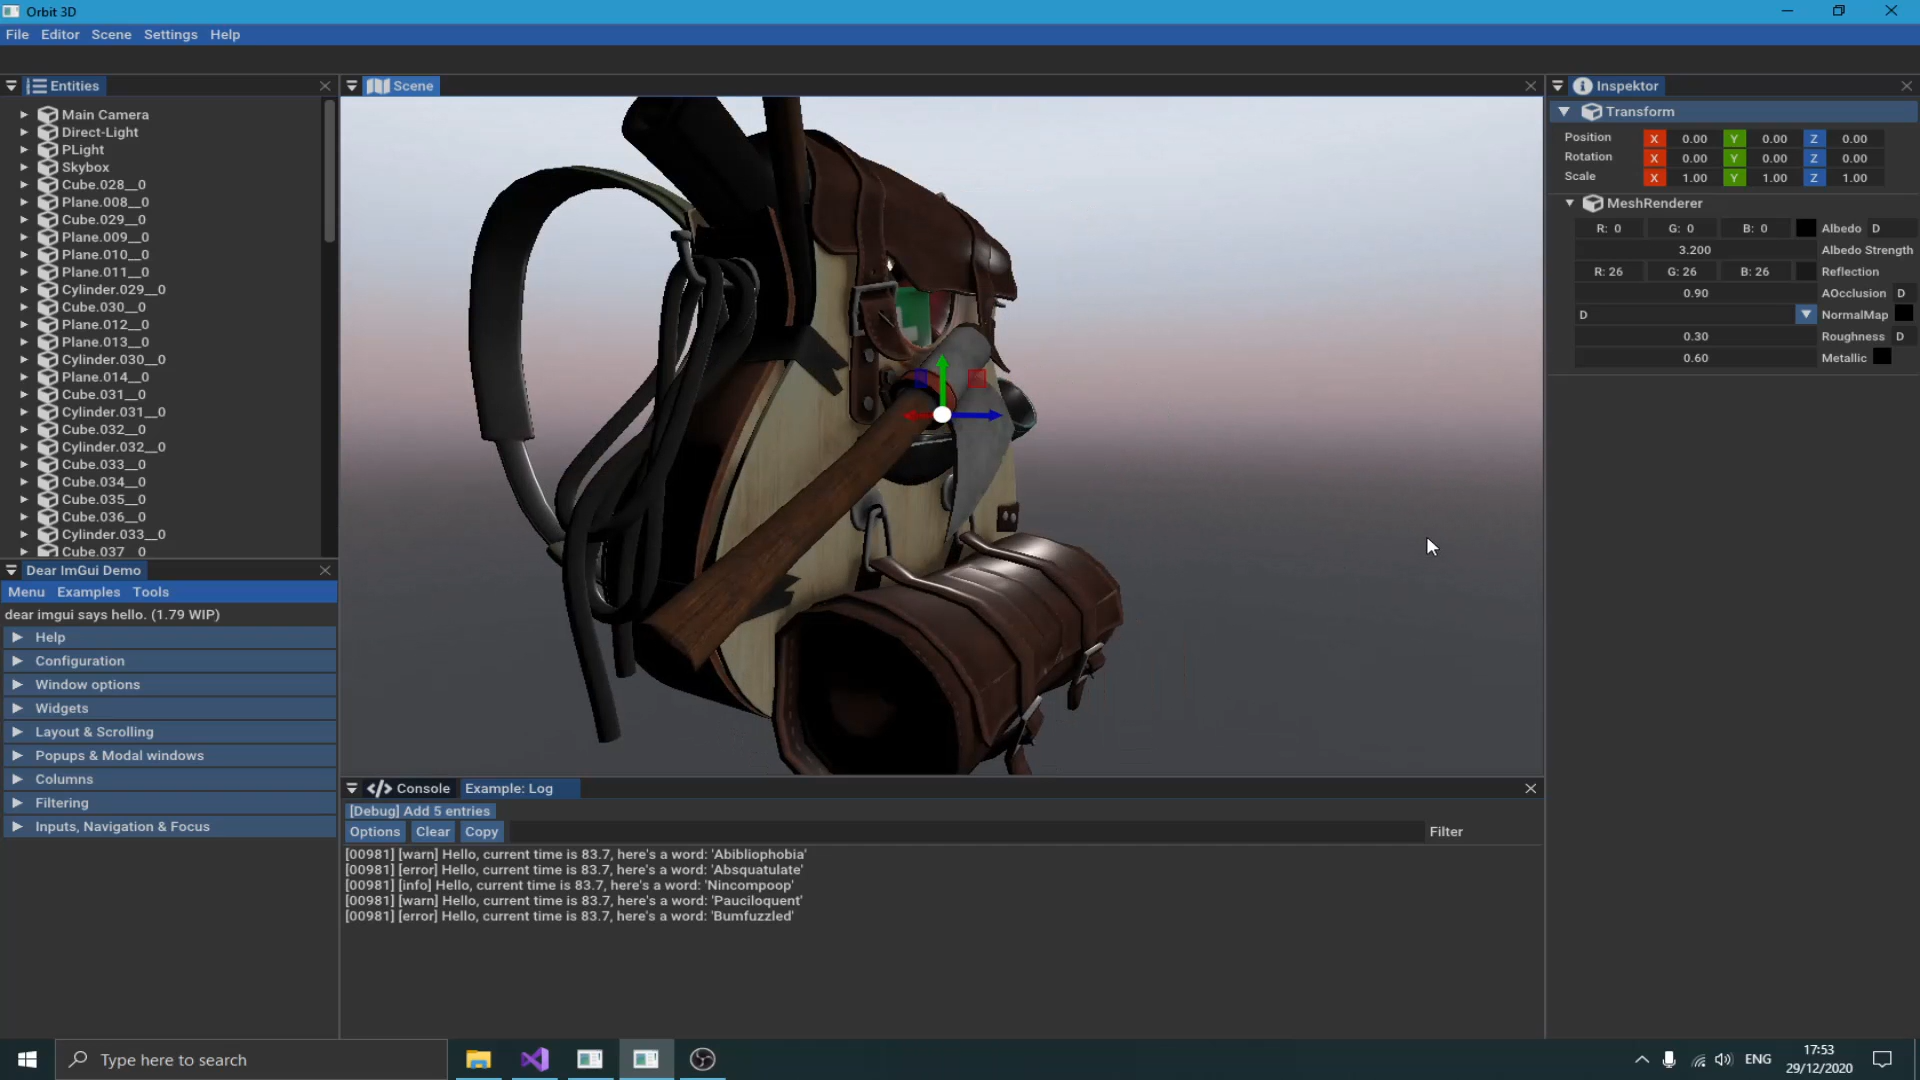 Orbit 3D
File Editor Scene Settings Help
Entities
Main Camera
Direct-Light
PLight
Skybox
Cube.028__0
Plane.008__0
Cube.029__0
Plane.009__0
Plane.010__0
Plane.011__0
Cylinder.029__0
Cube.030__0
Plane.012__0
Plane.013__0
Cylinder.030__0
Plane.014__0
Cube.031__0
Cylinder.031__0
Cube.032__0
Cylinder.032__0
Cube.033__0
Cube.034__0
Cube.035__0
Cube.036__0
Cylinder.033__0
Cube.037__0
Dear ImGui Demo
Menu Examples Tools
dear imgui says hello. (1.79 WIP)
Help
Configuration
Window options
Widgets
Layout & Scrolling
Popups & Modal windows
Columns
Filtering
Inputs, Navigation & Focus
Scene
Console Example: Log
[Debug] Add 5 entries
Options Clear Copy Filter
[00981] [warn] Hello, current time is 83.7, here's a word: 'Abibliophobia'
[00981] [error] Hello, current time is 83.7, here's a word: 'Absquatulate'
[00981] [info] Hello, current time is 83.7, here's a word: 'Nincompoop'
[00981] [warn] Hello, current time is 83.7, here's a word: 'Pauciloquent'
[00981] [error] Hello, current time is 83.7, here's a word: 'Bumfuzzled'
Inspektor
Transform
Position X 0.00 Y 0.00 Z 0.00
Rotation X 0.00 Y 0.00 Z 0.00
Scale X 1.00 Y 1.00 Z 1.00
MeshRenderer
R: 0 G: 0 B: 0 Albedo D
3.200 Albedo Strength
R: 26 G: 26 B: 26 Reflection
0.90 AOcclusion D
D NormalMap
0.30 Roughness D
0.60 Metallic
Type here to search
ENG
17:53
29/12/2020